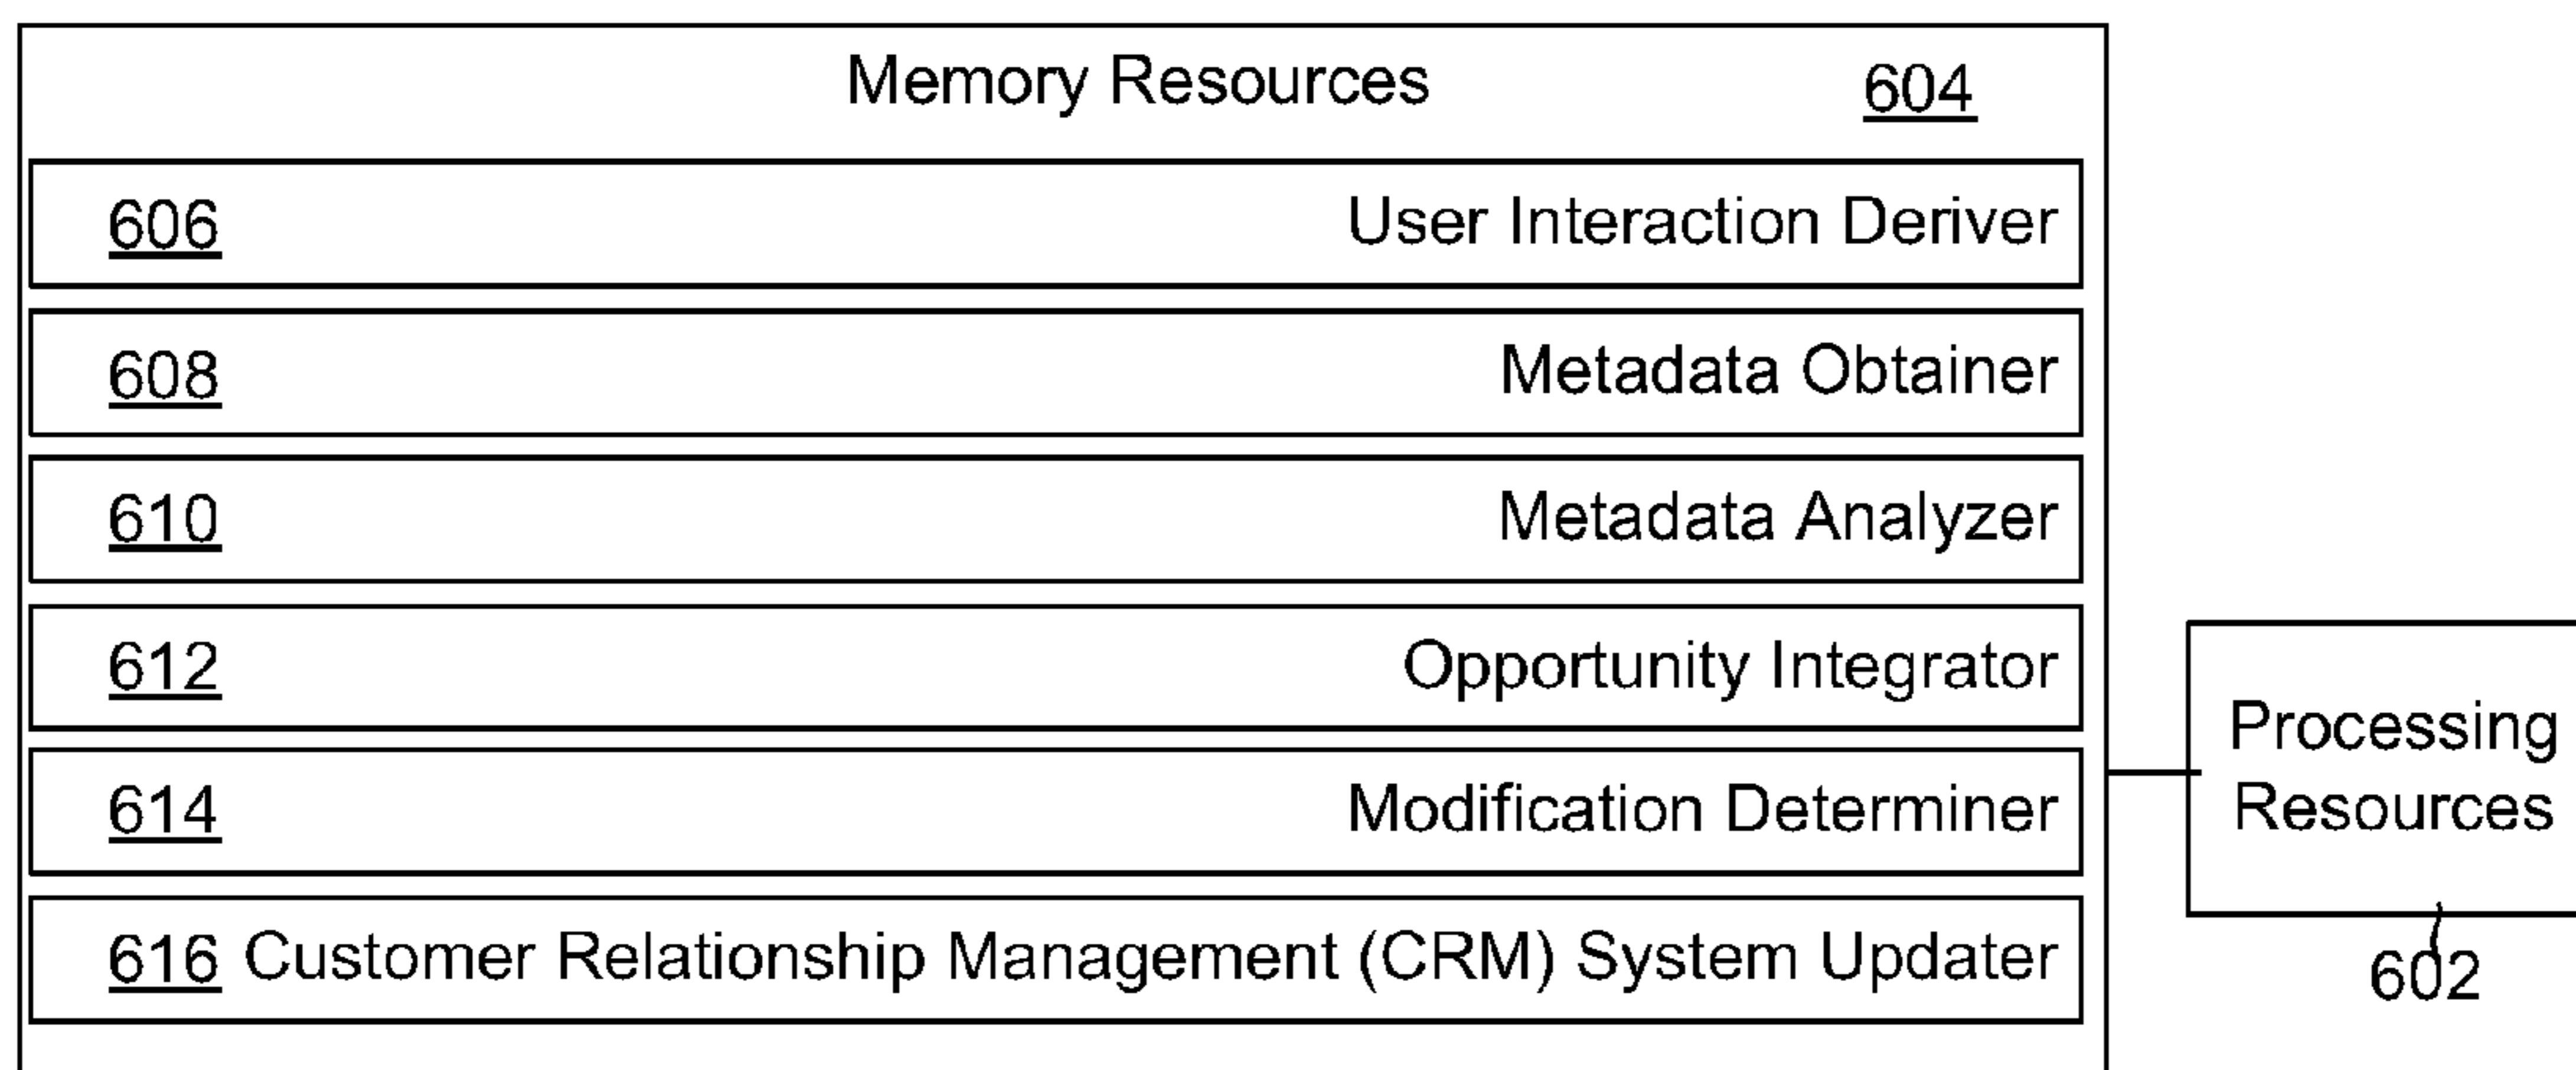 Memory Resources 604
606 User Interaction Deriver
608 Metadata Obtainer
610 Metadata Analyzer
612 Opportunity Integrator
614 Modification Determiner
616 Customer Relationship Management (CRM) System Updater
Processing
Resources
602